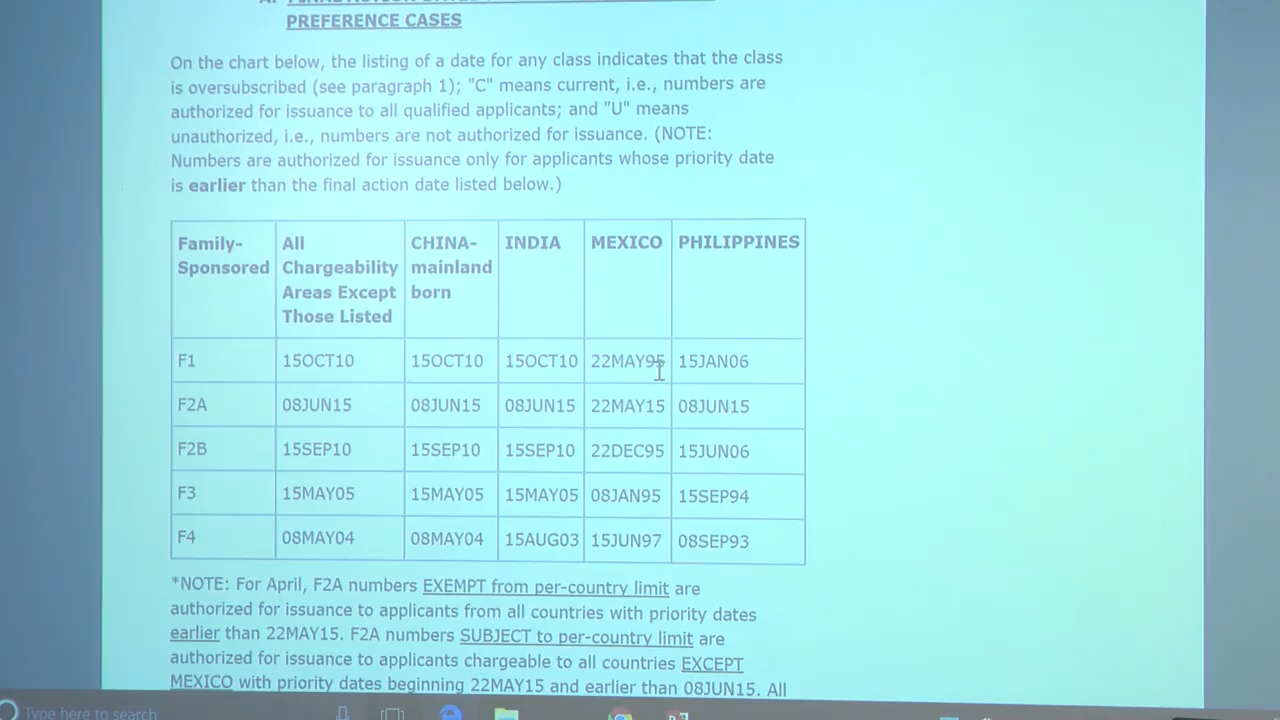 PREFERENCE CASES
On the chart below, the listing of a date for any class indicates that the class
is oversubscribed (see paragraph 1); "C" means current, i.e., numbers are
authorized for issuance to all qualified applicants; and "U" means
unauthorized, i.e., numbers are not authorized for issuance. (NOTE:
Numbers are authorized for issuance only for applicants whose priority date
is earlier than the final action date listed below.)
Family-Sponsored All Chargeability Areas Except Those Listed CHINA-mainland born INDIA MEXICO PHILIPPINES
F1 15OCT10 15OCT10 15OCT10 22MAY95 15JAN06
F2A 08JUN15 08JUN15 08JUN15 22MAY15 08JUN15
F2B 15SEP10 15SEP10 15SEP10 22DEC95 15JUN06
F3 15MAY05 15MAY05 15MAY05 08JAN95 15SEP94
F4 08MAY04 08MAY04 15AUG03 15JUN97 08SEP93
*NOTE: For April, F2A numbers EXEMPT from per-country limit are
authorized for issuance to applicants from all countries with priority dates
earlier than 22MAY15. F2A numbers SUBJECT to per-country limit are
authorized for issuance to applicants chargeable to all countries EXCEPT
MEXICO with priority dates beginning 22MAY15 and earlier than 08JUN15. All
Type here to search